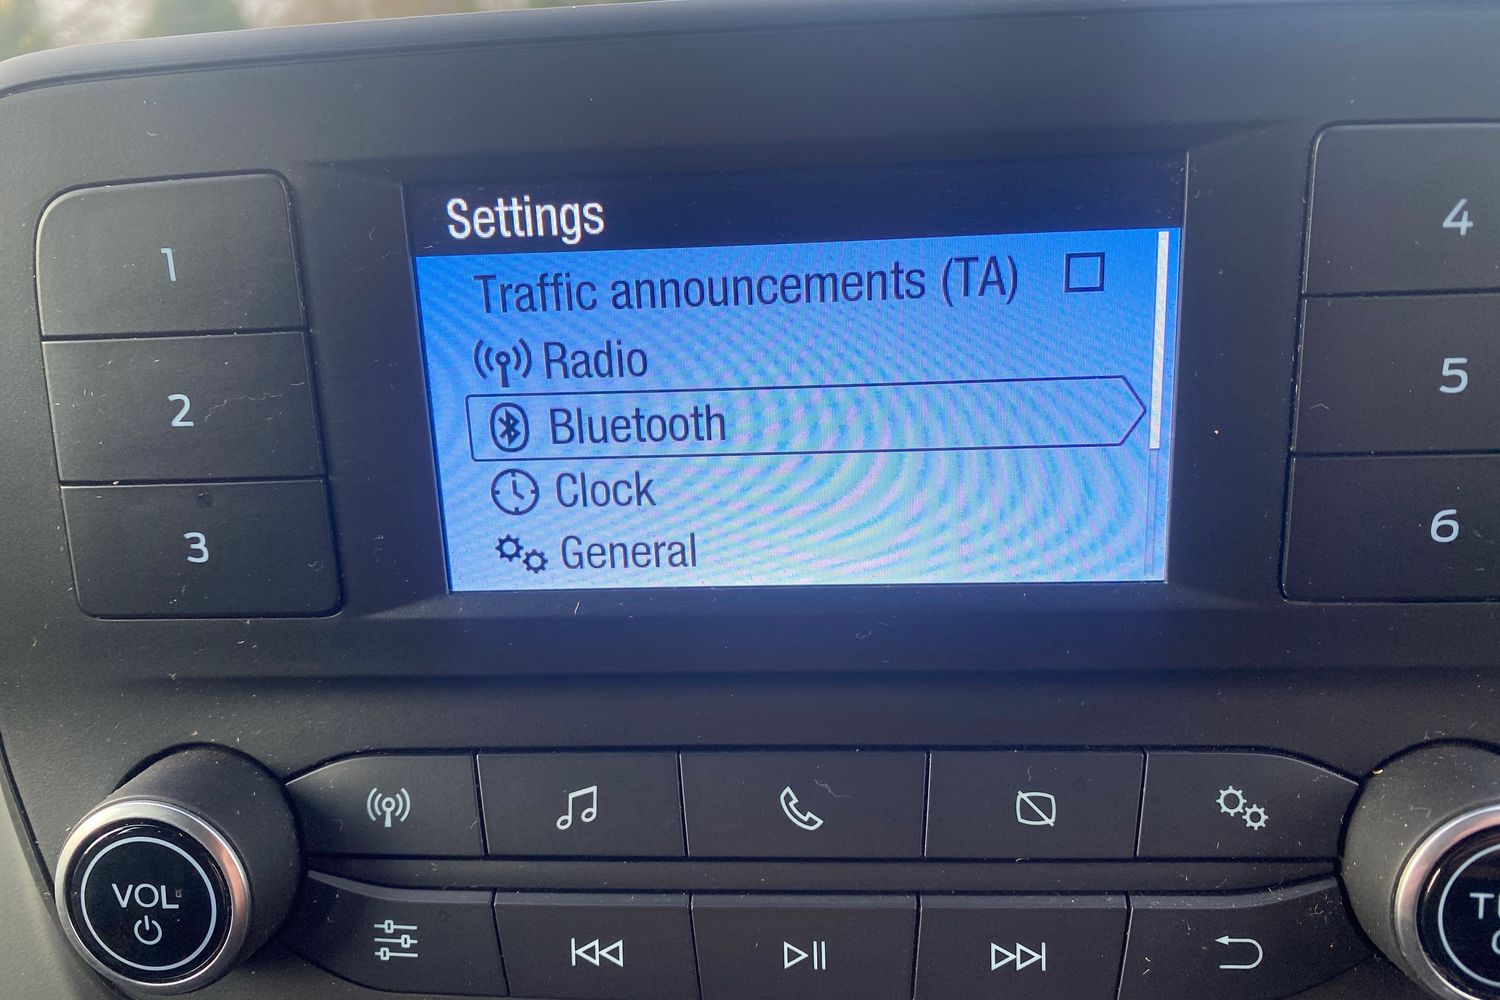 Settings
Traffic announcements (TA)
Radio
Bluetooth
Clock
General
1
2
3
4
5
6
VOL